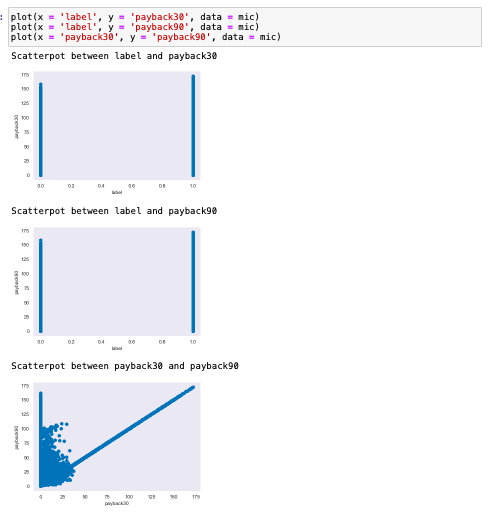 :
plot(x = 'label', y = 'payback30', data = mic)
plot(x = 'label', y = 'payback90', data = mic)
plot(x = 'payback30', y = 'payback90', data = mic)
Scatterpot between label and payback30
175
150
125
100
75
50
25
0
payback30
0.0 0.2 0.4 0.6 0.8 1.0
label
Scatterpot between label and payback90
175
150
125
100
75
50
25
0
payback90
0.0 0.2 0.4 0.6 0.8 1.0
label
Scatterpot between payback30 and payback90
175
150
125
100
75
50
25
0
payback90
0 25 50 75 100 125 150 175
payback30